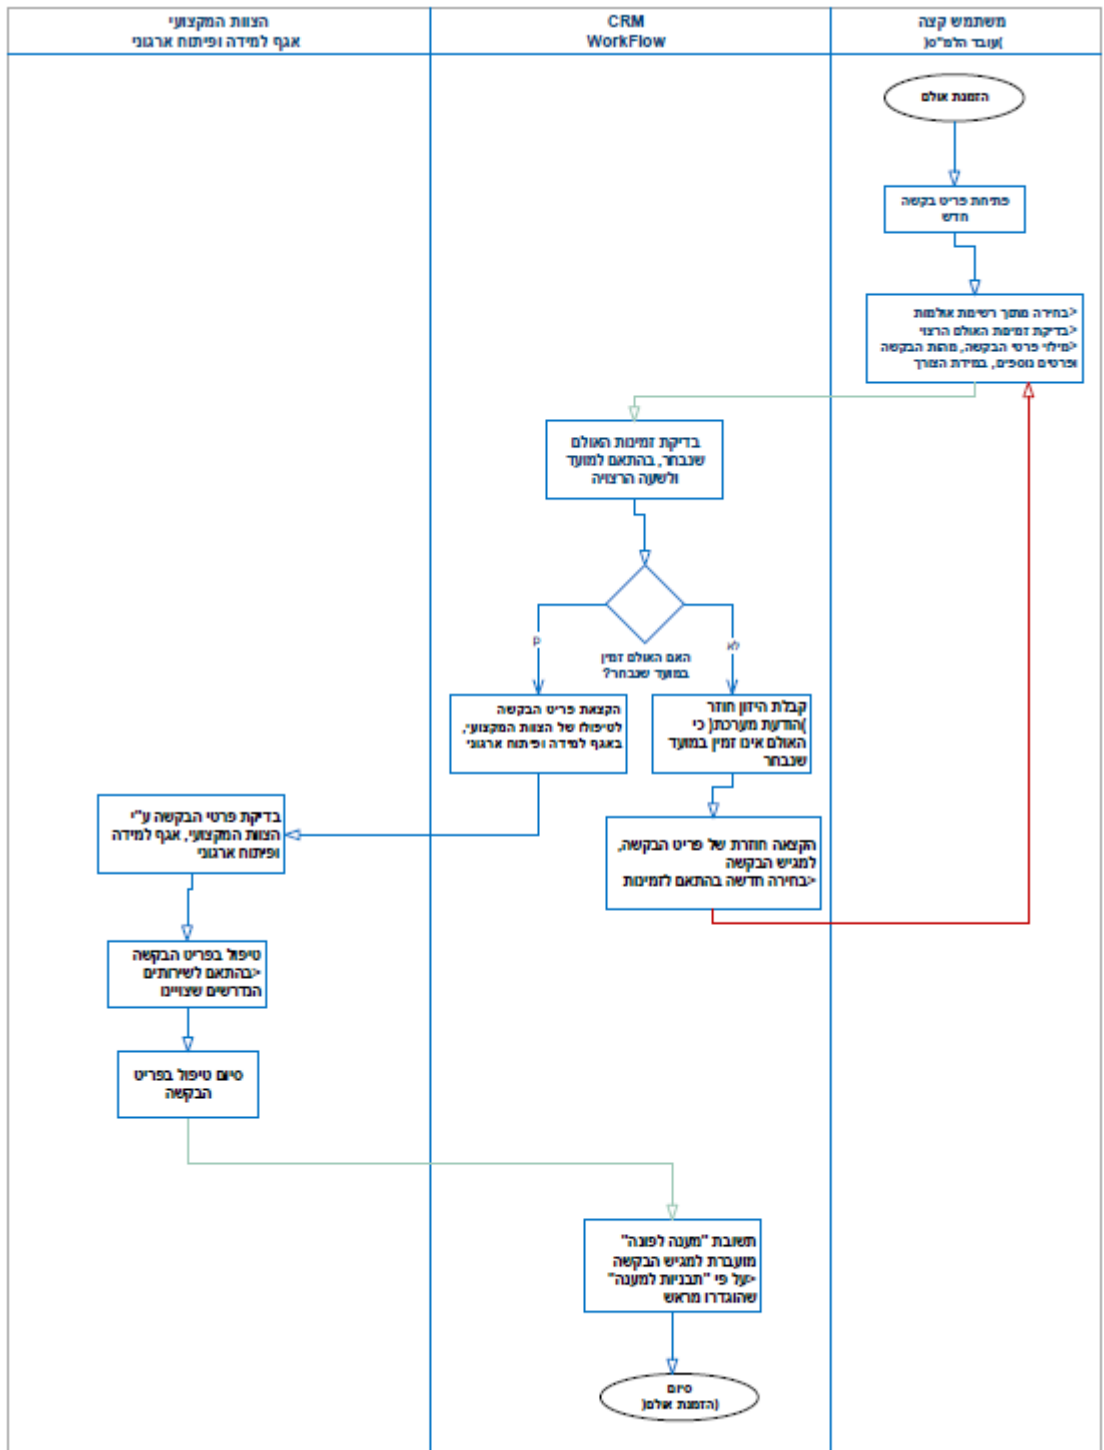 משתמש קצה
)עובד הלמ"ס(
CRM
WorkFlow
הצוות המקצועי
אגף למידה ופיתוח ארגוני
הזמנת אולם
פתיחת פריט בקשה
חדש
>בחירה מתוך רשימת אולמות
>בדיקת זמינות האולם הרצוי
>מילוי פרטי הבקשה, מהות הבקשה
ופרטים נוספים, במידת הצורך
בדיקת זמינות האולם
שנבחר, בהתאם למועד
ולשעה הרצויה
האם האולם זמין
במועד שנבחר?
לא
קבלת היזון חוזר
)הודעת מערכת( כי
האולם אינו זמין במועד
שנבחר
הקצאת פריט הבקשה
לטיפולו של הצוות המקצועי,
באגף למידה ופיתוח ארגוני
הקצאה חוזרת של פריט הבקשה,
למגיש הבקשה
>בחירה חדשה בהתאם לזמינות
בדיקת פרטי הבקשה ע"י
הצוות המקצועי, אגף למידה
ופיתוח ארגוני
טיפול בפריט הבקשה
>בהתאם לשירותים
הנדרשים שצויינו
סיום טיפול בפריט
הבקשה
תשובת "מענה לפונה"
מועברת למגיש הבקשה
>על פי "תבניות למענה"
שהוגדרו מראש
סיום
(הזמנת אולם(